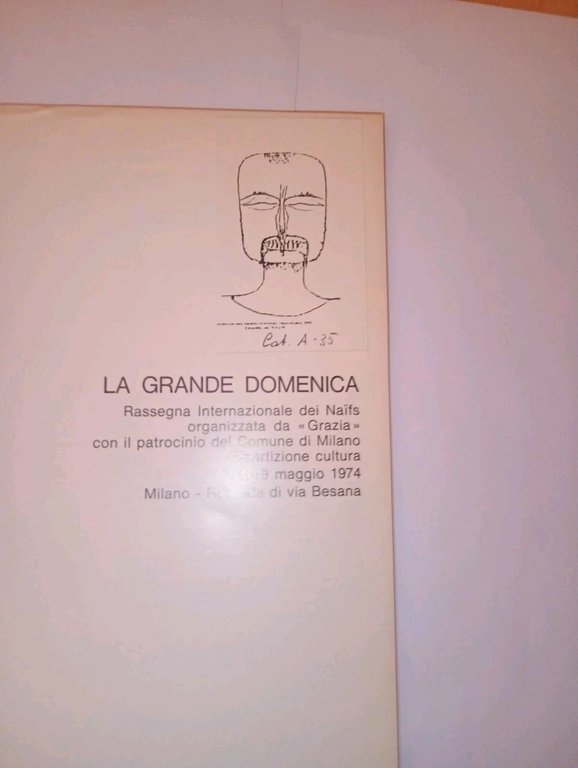 Cat. A-35
LA GRANDE DOMENICA
Rassegna Internazionale dei Naïfs
organizzata da «Grazia»
con il patrocinio del Comune di Milano
cultura
9 maggio 1974
Milano - di via Besana